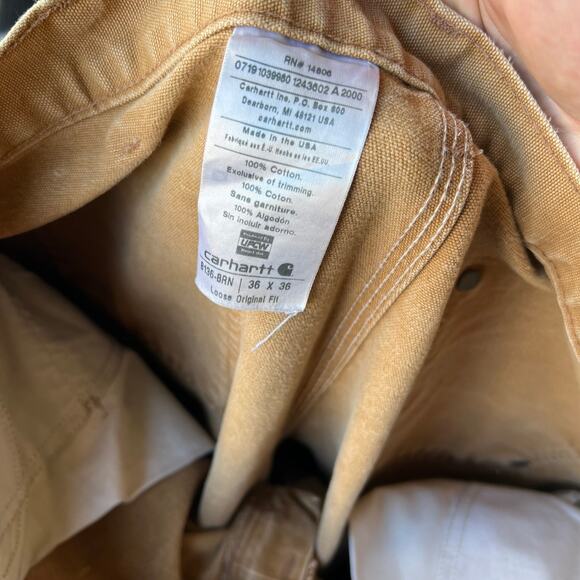 RN# 14806
07191039980 1243602 A 2000
Carhartt Inc. P.O. Box 600
Dearborn, MI 48121 USA
carhartt.com
Made in the USA
Fabriqué aux É.-U. Hecho en los EE.UU
100% Cotton.
Exclusive of trimming.
100% Coton.
Sans garniture.
100% Algodón
Sin incluir adorno.
UFCW
carhartt
B136-BRN | 36 X 36
Loose Original Fit